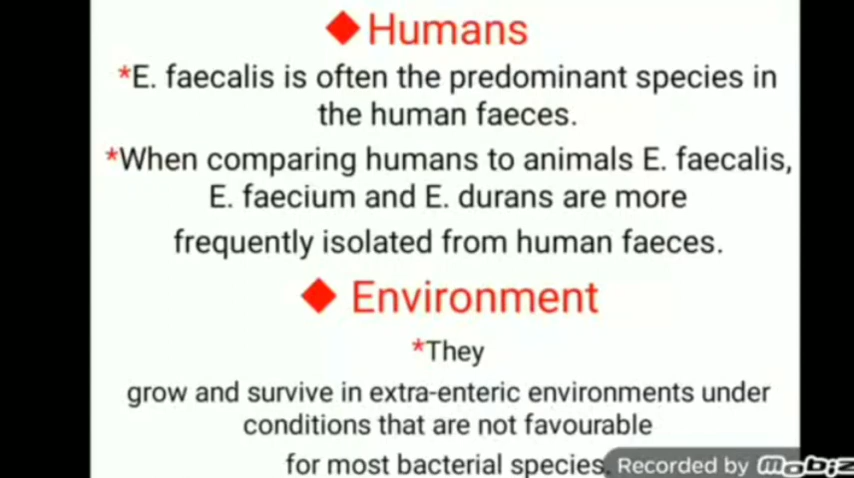 Humans
*E. faecalis is often the predominant species in
the human faeces.
*When comparing humans to animals E. faecalis,
E. faecium and E. durans are more
frequently isolated from human faeces.
Environment
*They
grow and survive in extra-enteric environments under
conditions that are not favourable
for most bacterial species.
Recorded by mobiz